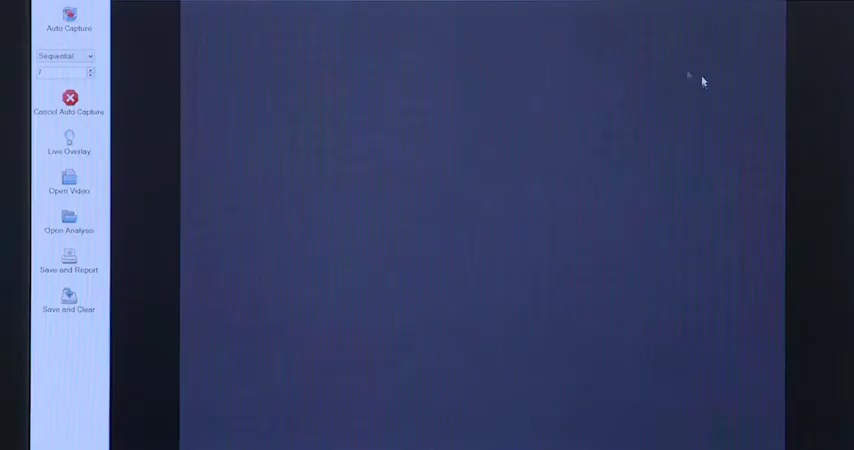 Auto Capture
Sequential
7
Cancel Auto Capture
Live Overlay
Open Video
Open Analysis
Save and Report
Save and Clear